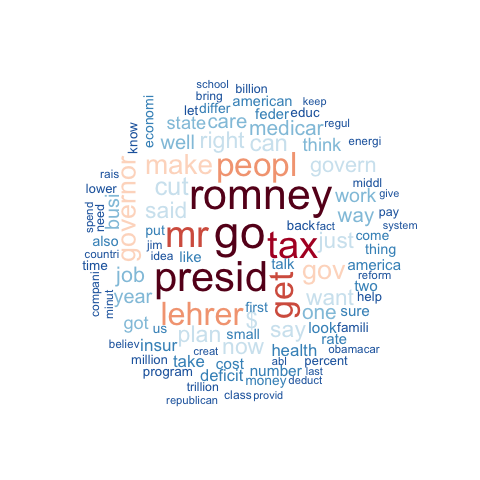 school
bring billion keep
let differ american
economi feder educ
know state care medicar regul
well right can think energi
governor make peopl govern
rais middl
lower cut romney work give
spend need busi said mr go tax just way pay
also put back fact come system
countri jim get thing
time idea like presid talk gov america reform
compani minut job two
year lehrer first want help
got us $ small one sure
plan say look famili
believ insur now health rate obamacar
million take creat cost abl percent
program deficit number last
trillion money deduct
republican class provid